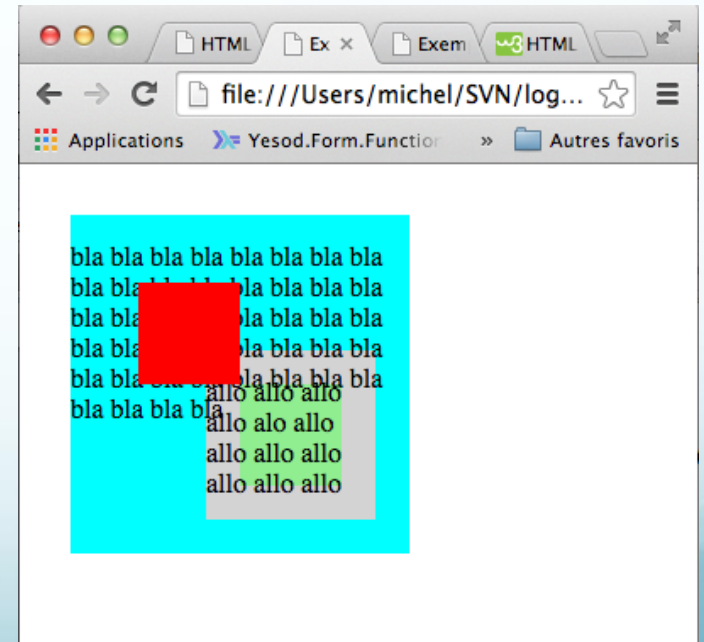 HTML
Ex
Exem
w3 HTML
file:///Users/michel/SVN/log...
Applications
Yesod.Form.Function
»
Autres favoris
bla bla bla bla bla bla bla bla
bla bla bla bla bla
bla bla bla bla bla
bla bla bla bla bla
bla bla bla bla bla bla
bla bla bla bla
allo allo allo
allo alo allo
allo allo allo
allo allo allo